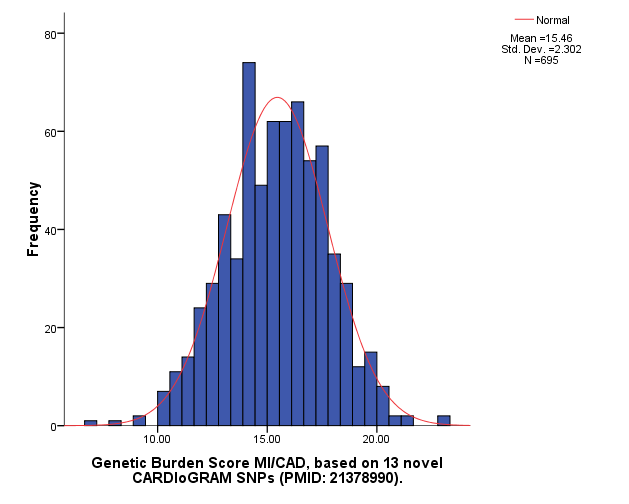 Normal
Mean =15.46
Std. Dev. =2.302
N =695
80
60
40
20
0
Frequency
10.00 15.00 20.00
Genetic Burden Score MI/CAD, based on 13 novel
CARDIoGRAM SNPs (PMID: 21378990).